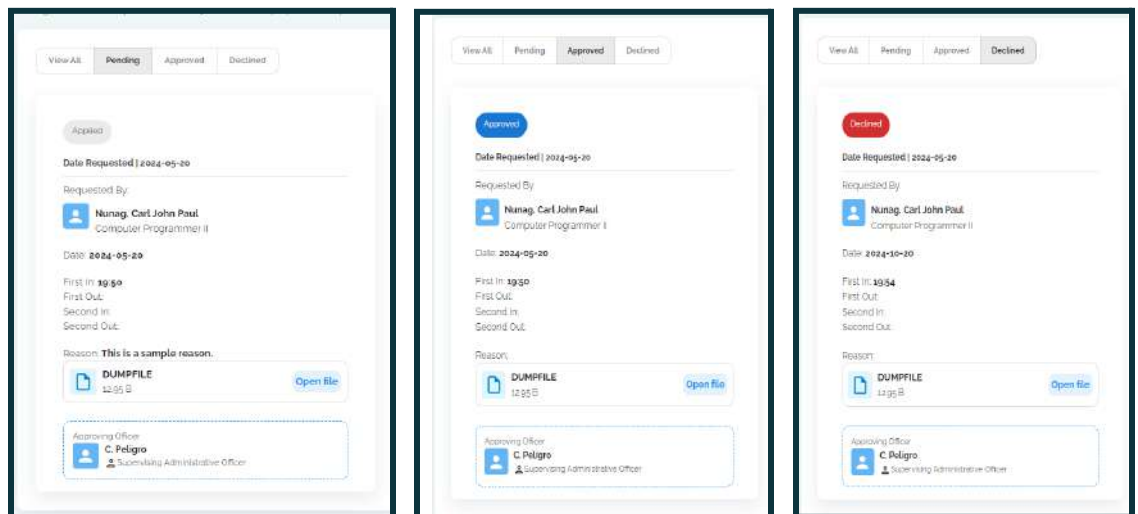 View All Pending Approved Declined
Applied
Date Requested | 2024-05-20
Requested By:
Nunag, Carl John Paul
Computer Programmer II
Date: 2024-05-20
First In: 19:50
First Out:
Second In:
Second Out:
Reason: This is a sample reason.
DUMPFILE
12.95 B
Open file
Approving Officer
C. Peligro
Supervising Administrative Officer
View All Pending Approved Declined
Approved
Date Requested | 2024-05-20
Requested By
Nunag, Carl John Paul
Computer Programmer II
Date: 2024-05-20
First In: 19:50
First Out:
Second In:
Second Out:
Reason:
DUMPFILE
12.95 B
Open file
Approving Officer
C. Peligro
Supervising Administrative Officer
View All Pending Approved Declined
Declined
Date Requested | 2024-05-20
Requested By
Nunag, Carl John Paul
Computer Programmer II
Date: 2024-10-20
First In: 19:54
First Out:
Second In:
Second Out:
Reason:
DUMPFILE
12.95 B
Open file
Approving Officer
C. Peligro
Supervising Administrative Officer